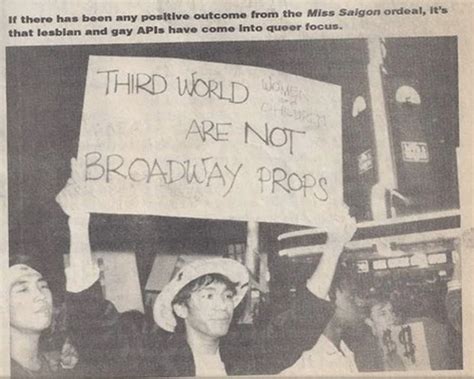 If there has been any positive outcome from the Miss Saigon ordeal, it's
that lesbian and gay APIs have come into queer focus.
THIRD WORLD WOMEN
and
CHILDREN
ARE NOT
BROADWAY PROPS